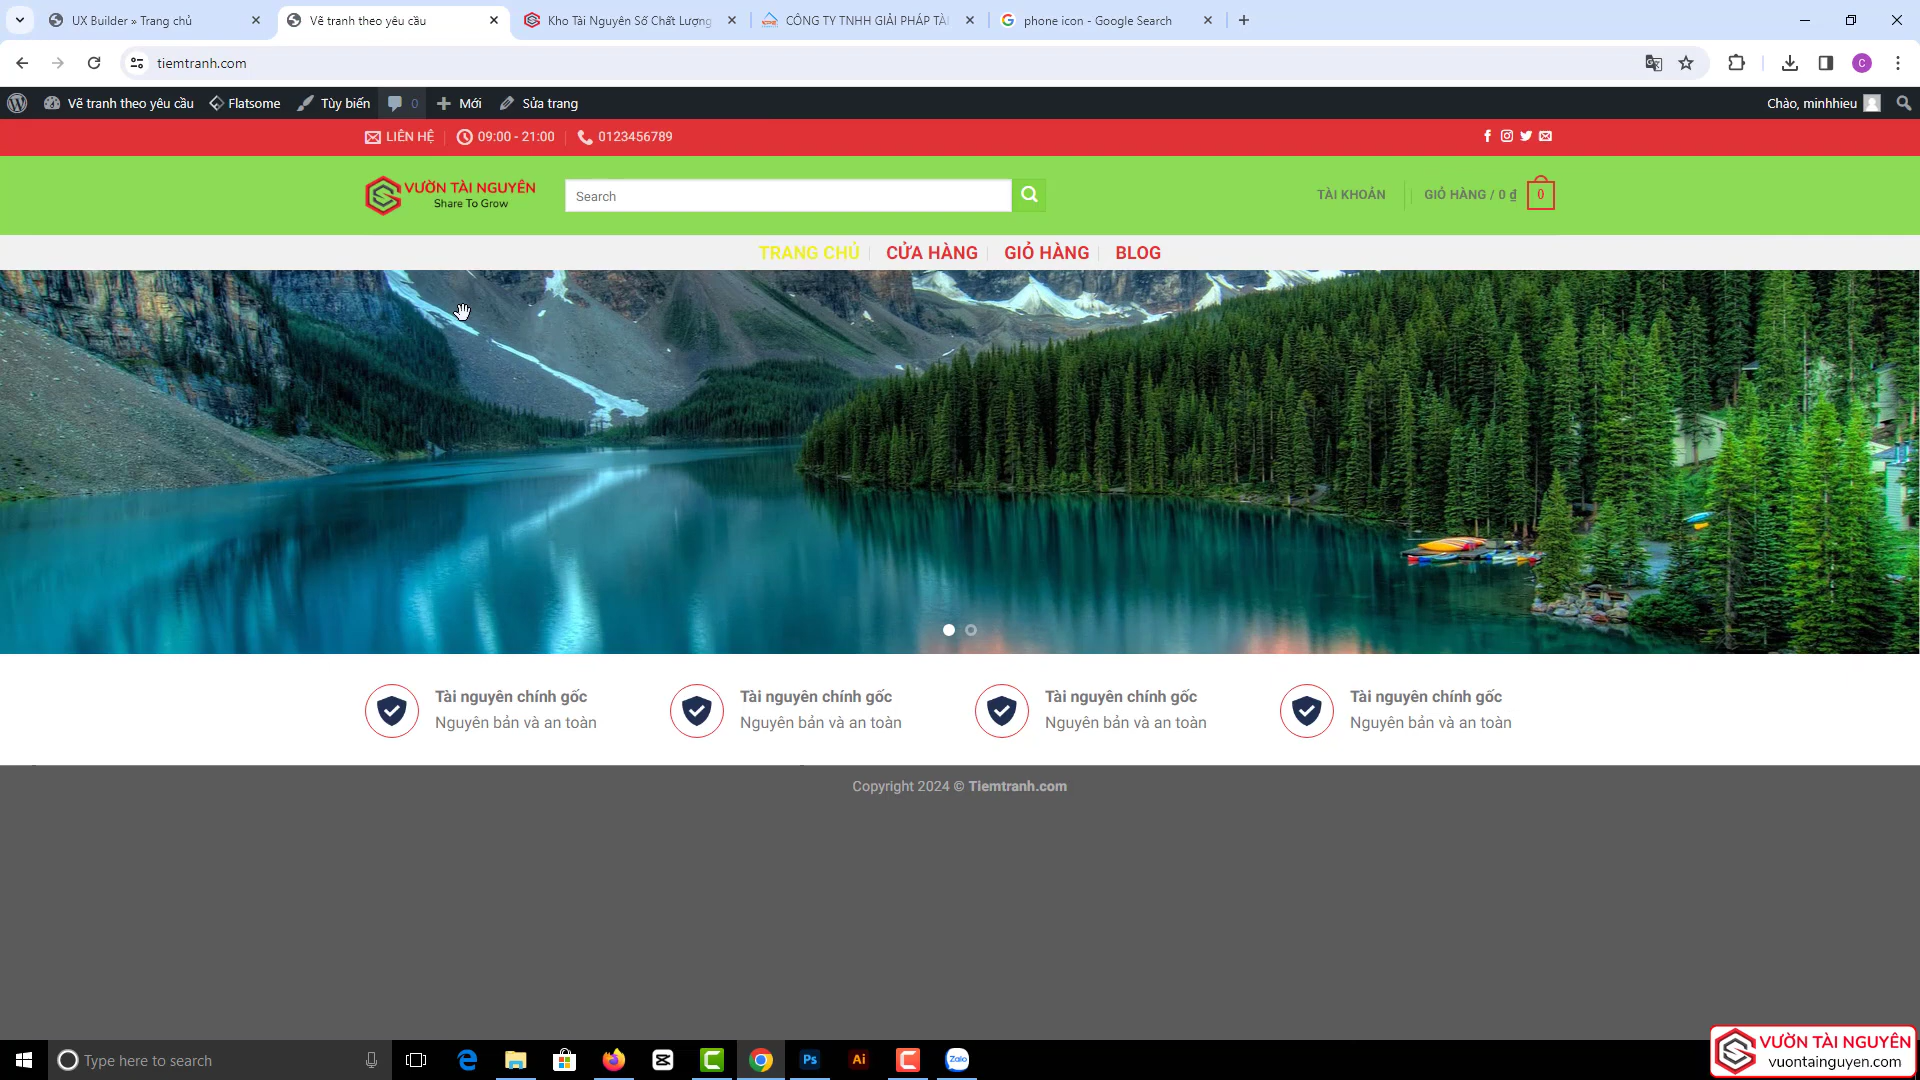 UX Builder » Trang chủ
Vẽ tranh theo yêu cầu
Kho Tài Nguyên Số Chất Lượng
CÔNG TY TNHH GIẢI PHÁP TÀI
phone icon - Google Search
tiemtranh.com
C
Vẽ tranh theo yêu cầu
Flatsome
Tùy biến
0
Mới
Sửa trang
Chào, minhhieu
LIÊN HỆ
09:00 - 21:00
0123456789
VƯỜN TÀI NGUYÊN
Share To Grow
Search
TÀI KHOẢN
GIỎ HÀNG / 0 ₫
0
TRANG CHỦ
CỬA HÀNG
GIỎ HÀNG
BLOG
Tài nguyên chính gốc
Nguyên bản và an toàn
Tài nguyên chính gốc
Nguyên bản và an toàn
Tài nguyên chính gốc
Nguyên bản và an toàn
Tài nguyên chính gốc
Nguyên bản và an toàn
Copyright 2024 © Tiemtranh.com
Type here to search
Ps
Ai
Zalo
VƯỜN TÀI NGUYÊN
vuontainguyen.com